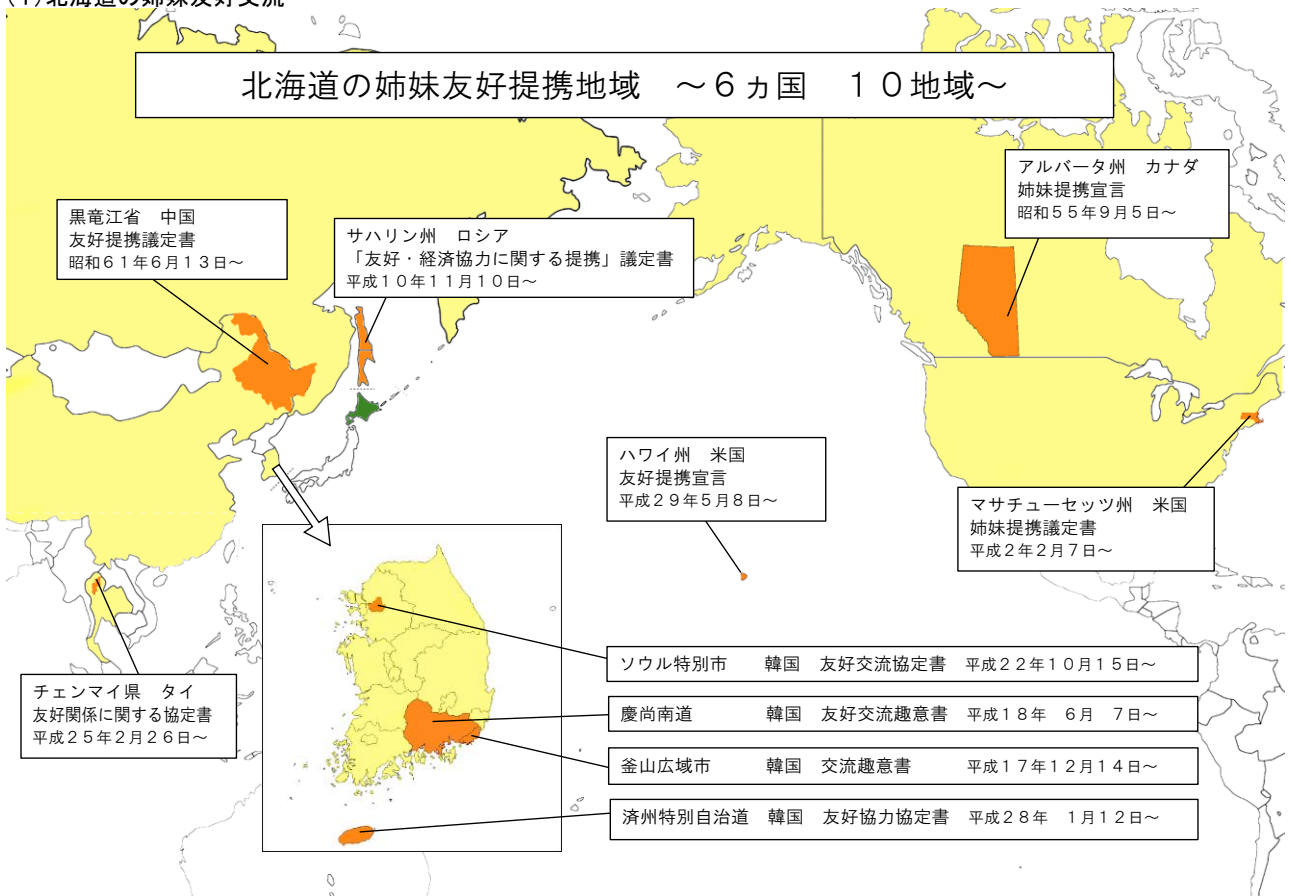 (1)北海道の姉妹友好交流
北海道の姉妹友好提携地域　～６ヵ国　１０地域～
アルバータ州　カナダ
姉妹提携宣言
昭和５５年９月５日～
黒竜江省　中国
友好提携議定書
昭和６１年６月１３日～
サハリン州　ロシア
「友好・経済協力に関する提携」議定書
平成１０年１１月１０日～
ハワイ州　米国
友好提携宣言
平成２９年５月８日～
マサチューセッツ州　米国
姉妹提携議定書
平成２年２月７日～
チェンマイ県　タイ
友好関係に関する協定書
平成２５年２月２６日～
ソウル特別市　韓国　友好交流協定書　平成２２年１０月１５日～
慶尚南道　韓国　友好交流趣意書　平成１８年　６月　７日～
釜山広域市　韓国　交流趣意書　平成１７年１２月１４日～
済州特別自治道　韓国　友好協力協定書　平成２８年　１月１２日～